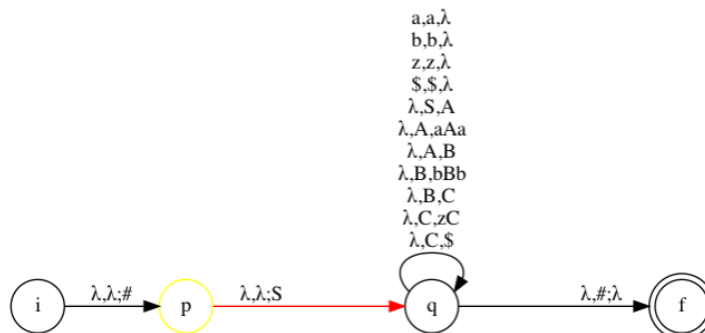 a,a,λ
b,b,λ
z,z,λ
$,$,λ
λ,S,A
λ,A,aAa
λ,A,B
λ,B,bBb
λ,B,C
λ,C,zC
λ,C,$
i
λ,λ;#
p
λ,λ;S
q
λ,#;λ
f